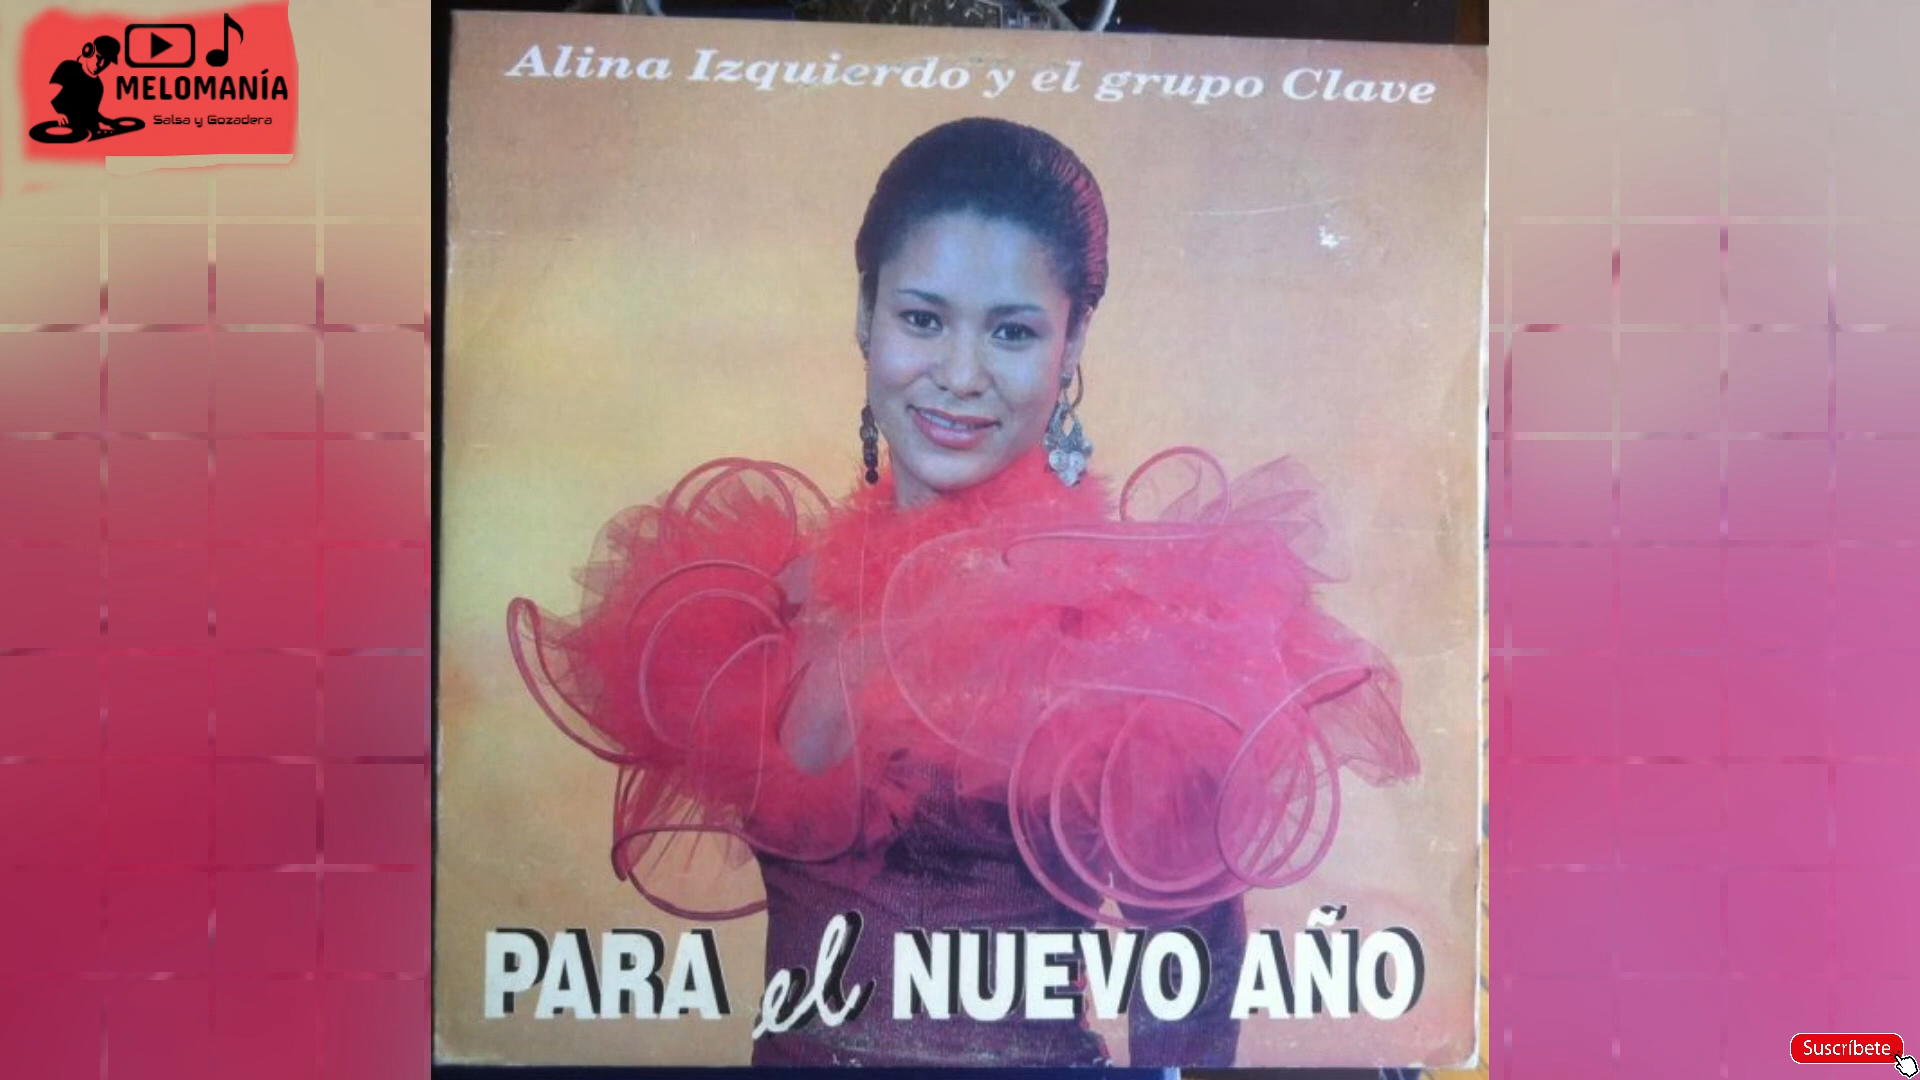 MELOMANÍA
Salsa y Gozadera
Alina Izquierdo y el grupo Clave
PARA el NUEVO AÑO
Suscríbete